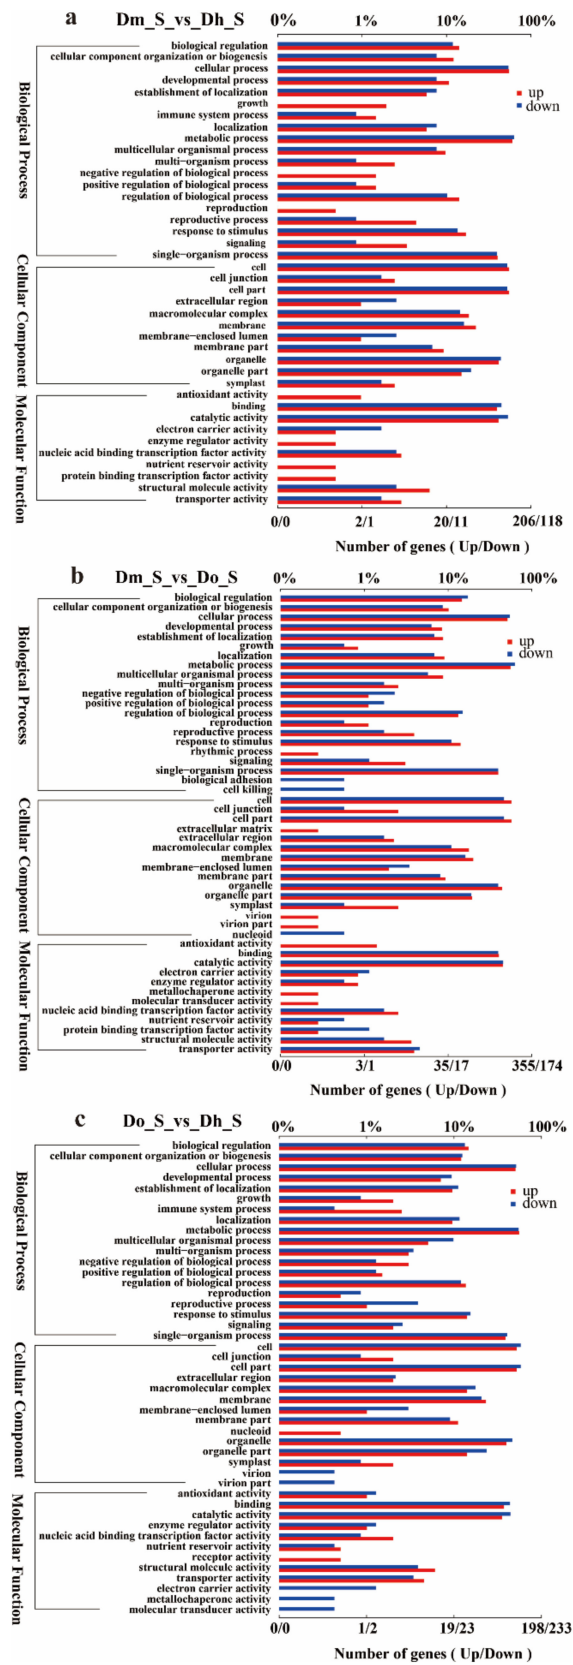 a
Dm_S_vs_Dh_S
0% 1% 10% 100%
Biological Process
biological regulation
cellular component organization or biogenesis
cellular process
developmental process
establishment of localization
growth
immune system process
localization
metabolic process
multicellular organismal process
multi-organism process
negative regulation of biological process
positive regulation of biological process
regulation of biological process
reproduction
reproductive process
response to stimulus
signaling
single-organism process
up
down
Cellular Component
cell
cell junction
cell part
extracellular region
macromolecular complex
membrane
membrane-enclosed lumen
membrane part
organelle
organelle part
symplast
Molecular Function
antioxidant activity
binding
catalytic activity
electron carrier activity
enzyme regulator activity
nucleic acid binding transcription factor activity
nutrient reservoir activity
protein binding transcription factor activity
structural molecule activity
transporter activity
0/0 2/1 20/11 206/118
Number of genes ( Up/Down )
b
Dm_S_vs_Do_S
0% 1% 10% 100%
Biological Process
biological regulation
cellular component organization or biogenesis
cellular process
developmental process
establishment of localization
growth
localization
metabolic process
multicellular organismal process
multi-organism process
negative regulation of biological process
positive regulation of biological process
regulation of biological process
reproduction
reproductive process
response to stimulus
rhythmic process
signaling
single-organism process
biological adhesion
cell killing
up
down
Cellular Component
cell
cell junction
cell part
extracellular matrix
extracellular region
macromolecular complex
membrane
membrane-enclosed lumen
membrane part
organelle
organelle part
symplast
virion
virion part
nucleoid
Molecular Function
antioxidant activity
binding
catalytic activity
electron carrier activity
enzyme regulator activity
metallochaperone activity
molecular transducer activity
nucleic acid binding transcription factor activity
nutrient reservoir activity
protein binding transcription factor activity
structural molecule activity
transporter activity
0/0 3/1 35/17 355/174
Number of genes ( Up/Down )
c
Do_S_vs_Dh_S
0% 1% 10% 100%
Biological Process
biological regulation
cellular component organization or biogenesis
cellular process
developmental process
establishment of localization
growth
immune system process
localization
metabolic process
multicellular organismal process
multi-organism process
negative regulation of biological process
positive regulation of biological process
regulation of biological process
reproduction
reproductive process
response to stimulus
signaling
single-organism process
up
down
Cellular Component
cell
cell junction
cell part
extracellular region
macromolecular complex
membrane
membrane-enclosed lumen
membrane part
nucleoid
organelle
organelle part
symplast
virion
virion part
Molecular Function
antioxidant activity
binding
catalytic activity
enzyme regulator activity
nucleic acid binding transcription factor activity
nutrient reservoir activity
receptor activity
structural molecule activity
transporter activity
electron carrier activity
metallochaperone activity
molecular transducer activity
0/0 1/2 19/23 198/233
Number of genes ( Up/Down )